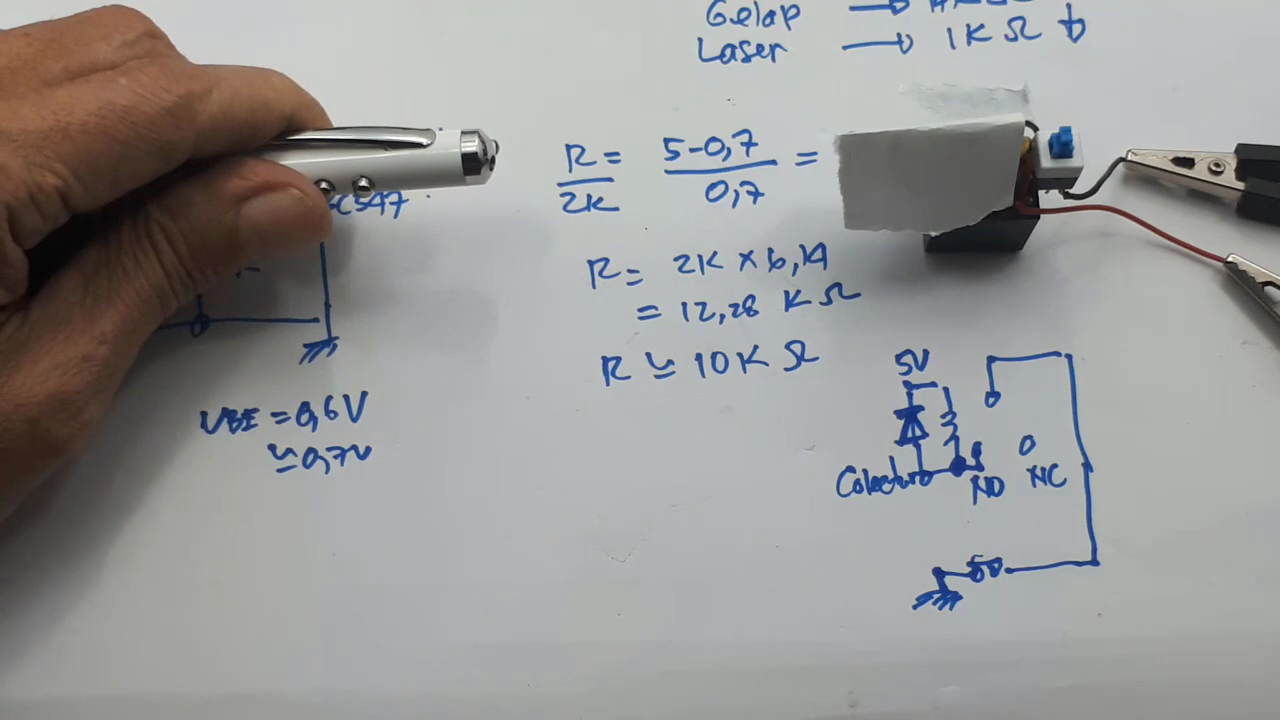 Gelap →
Laser → 1K Ω ↓
C547
R = 5-0,7 =
2K 0,7
R = 2K × 6,14
= 12,28 K Ω
R ≃ 10K Ω
VBE = 0,6V
≃ 0,7V
5V
Colector
NO NC